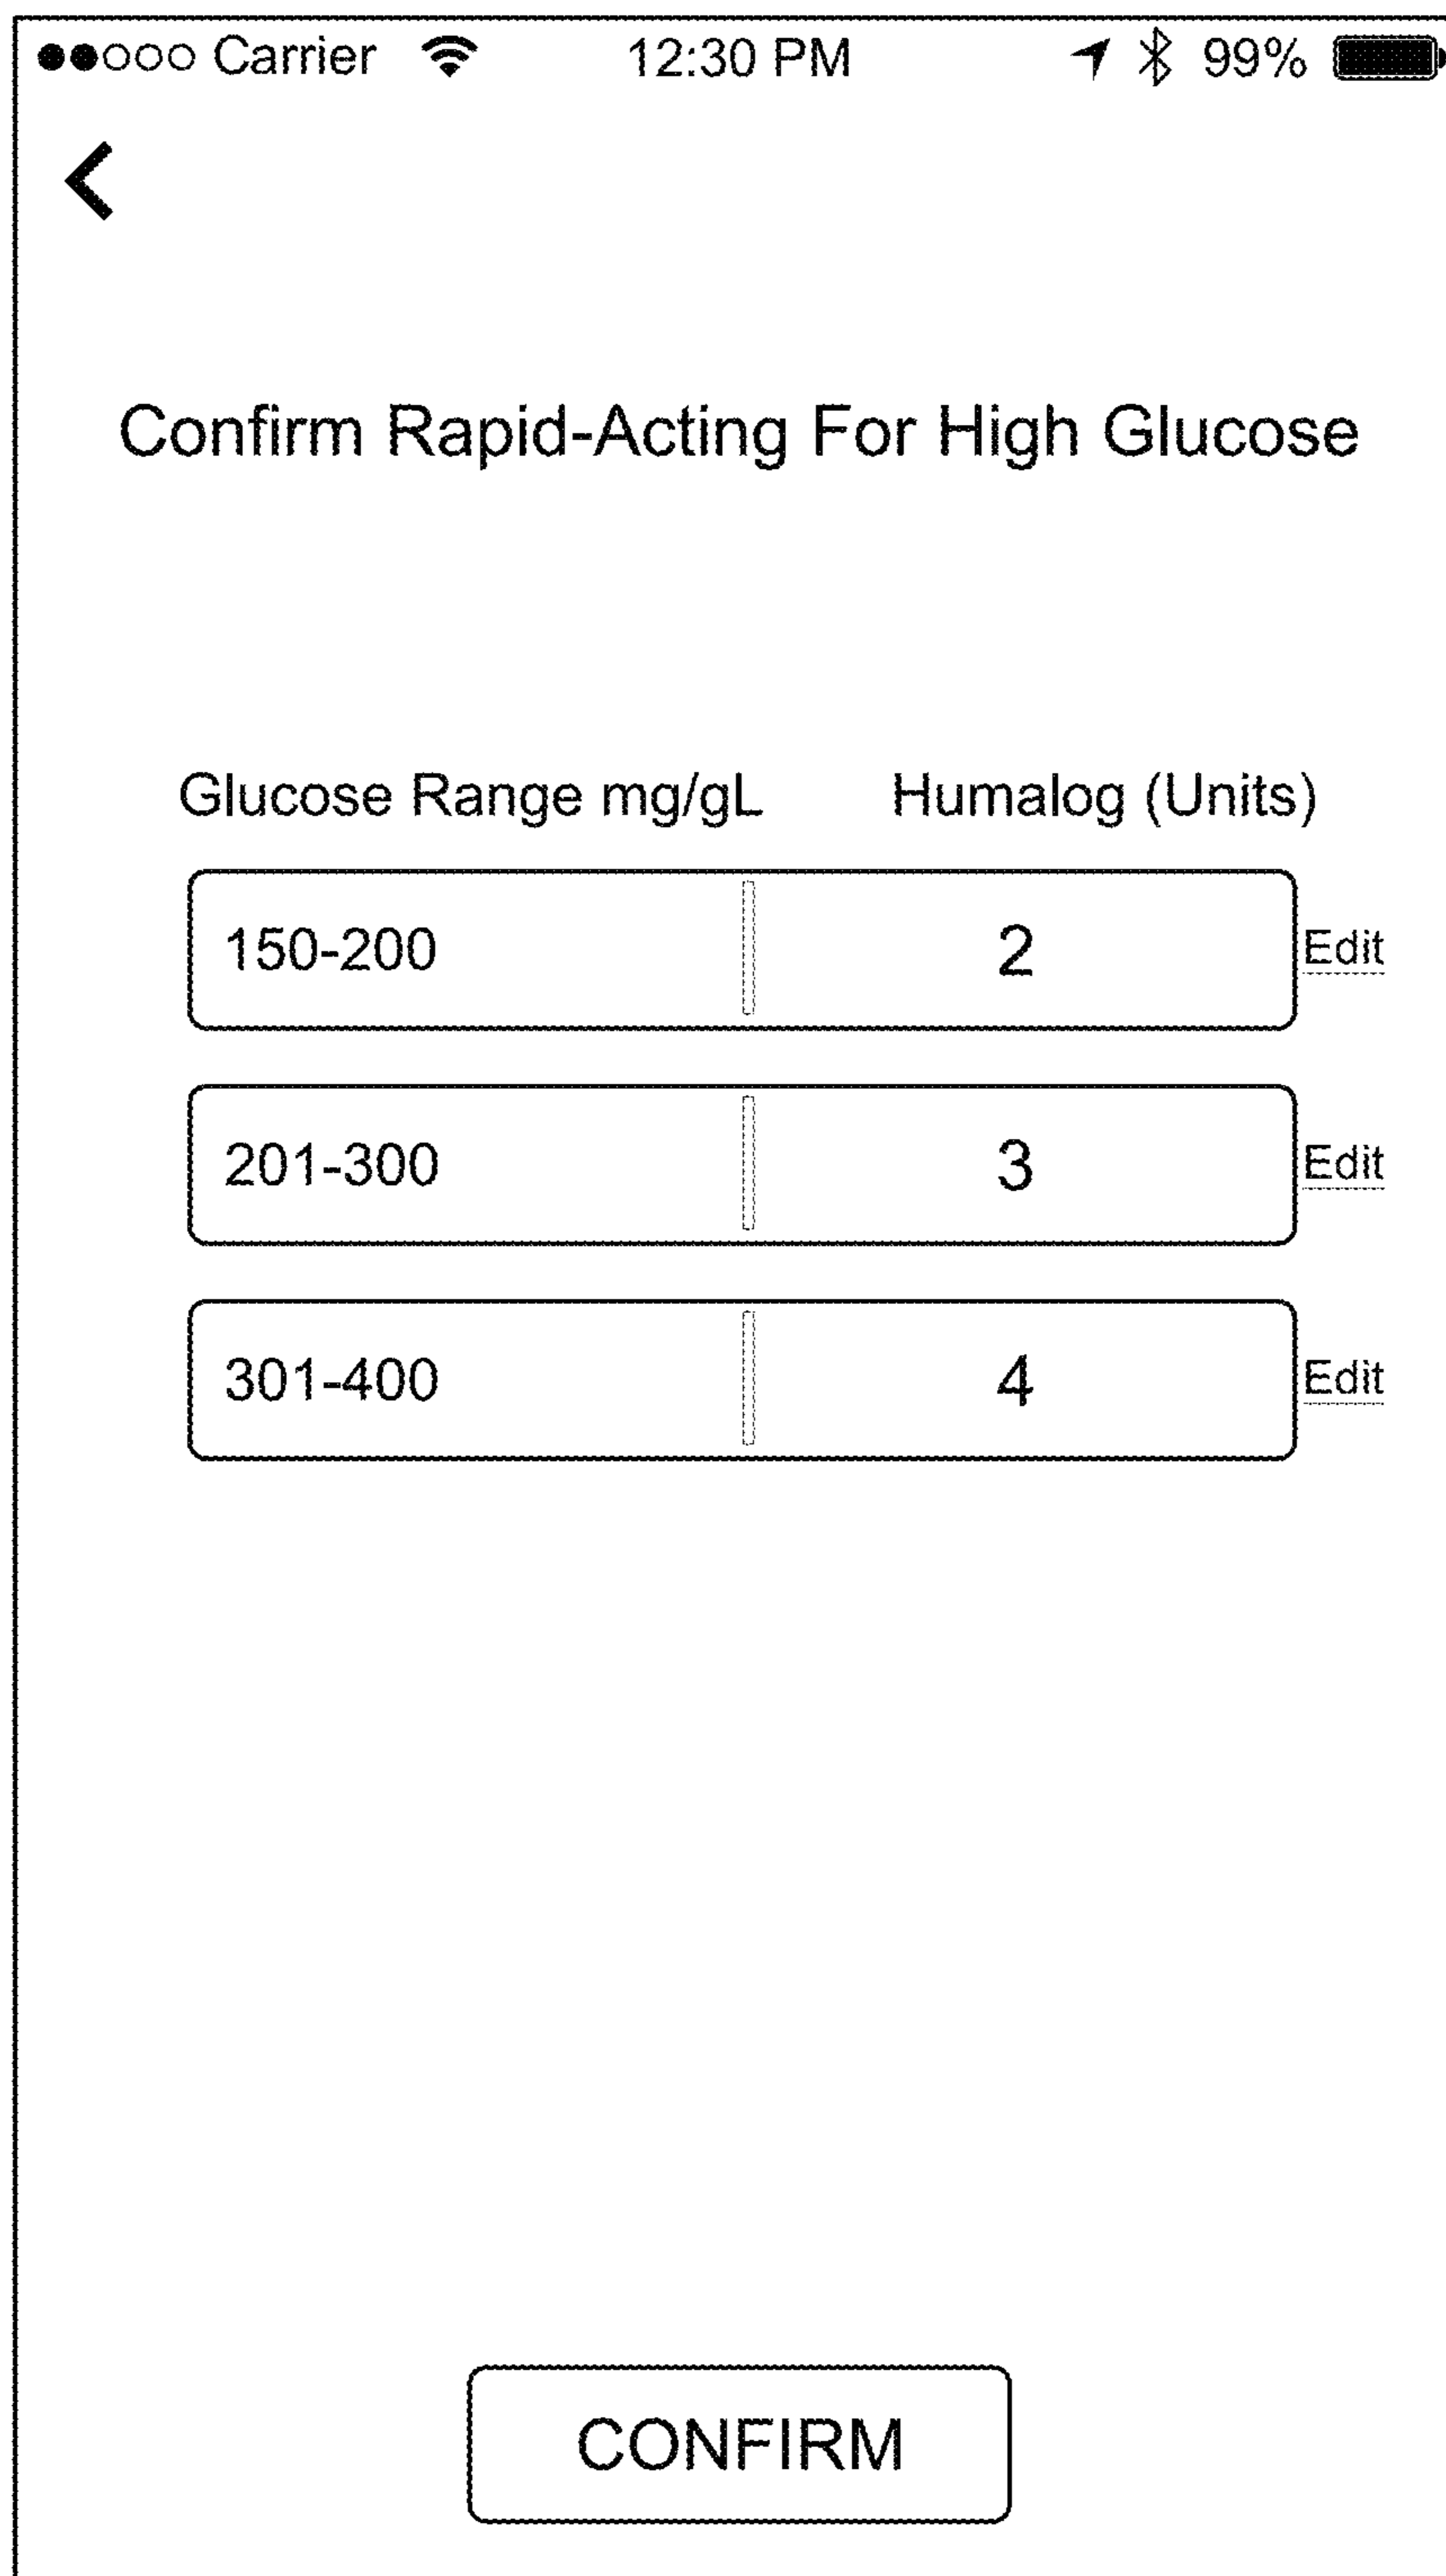 Carrier 12:30 PM 99%
Confirm Rapid-Acting For High Glucose
Glucose Range mg/gL Humalog (Units)
150-200 2 Edit
201-300 3 Edit
301-400 4 Edit
CONFIRM